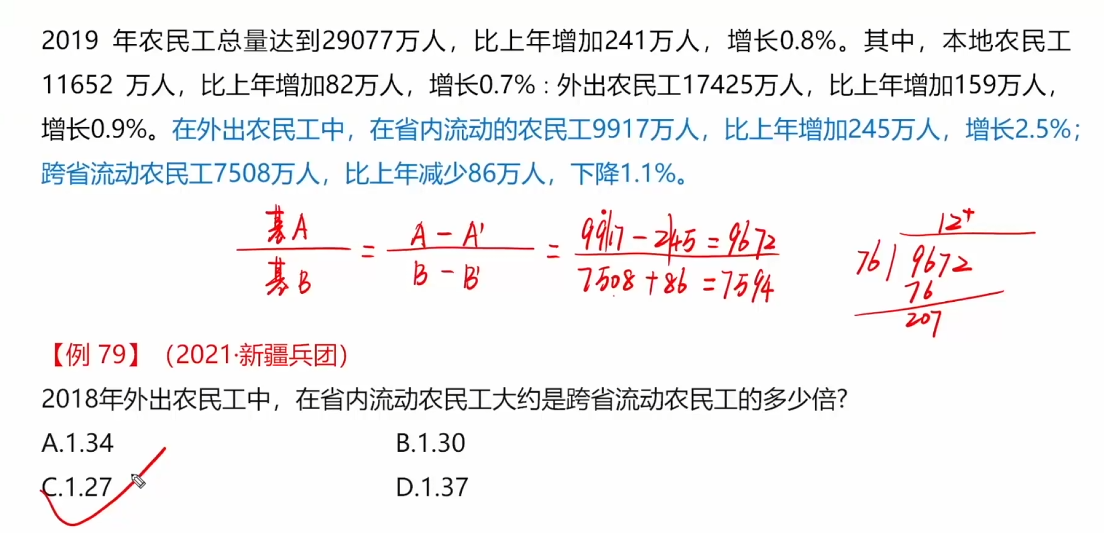 2019 年农民工总量达到29077万人，比上年增加241万人，增长0.8%。其中，本地农民工
11652 万人，比上年增加82万人，增长0.7%：外出农民工17425万人，比上年增加159万人，
增长0.9%。在外出农民工中，在省内流动的农民工9917万人，比上年增加245万人，增长2.5%；
跨省流动农民工7508万人，比上年减少86万人，下降1.1%。
基A
基B
=
A - A'
B - B'
=
9917 - 245 = 9672
7508 + 86 = 7594
12+
76 ) 9672
76
207
【例 79】（2021·新疆兵团）
2018年外出农民工中，在省内流动农民工大约是跨省流动农民工的多少倍?
A.1.34 B.1.30
C.1.27 D.1.37